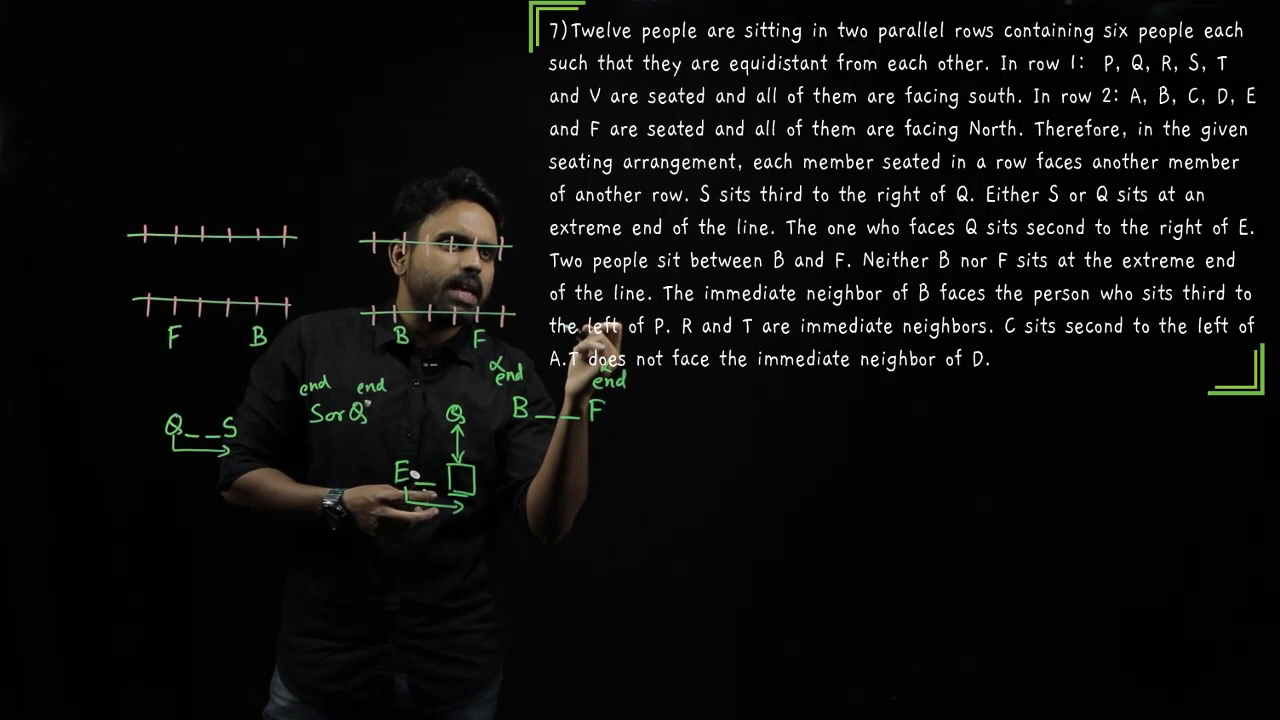 7)Twelve people are sitting in two parallel rows containing six people each
such that they are equidistant from each other. In row 1: P, Q, R, S, T
and V are seated and all of them are facing south. In row 2: A, B, C, D, E
and F are seated and all of them are facing North. Therefore, in the given
seating arrangement, each member seated in a row faces another member
of another row. S sits third to the right of Q. Either S or Q sits at an
extreme end of the line. The one who faces Q sits second to the right of E.
Two people sit between B and F. Neither B nor F sits at the extreme end
of the line. The immediate neighbor of B faces the person who sits third to
the left of P. R and T are immediate neighbors. C sits second to the left of
A.T does not face the immediate neighbor of D.
F B
B F
end end
S or Q
end end
B _ _ F
Q _ _ S
Q
E _